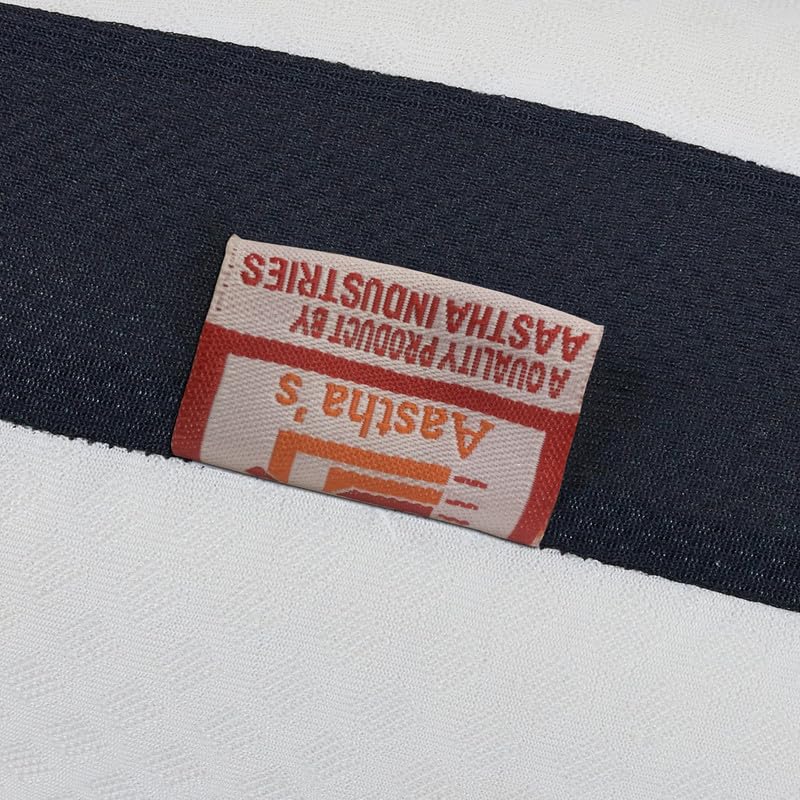 Aastha's
A QUALITY PRODUCT BY
AASTHA INDUSTRIES